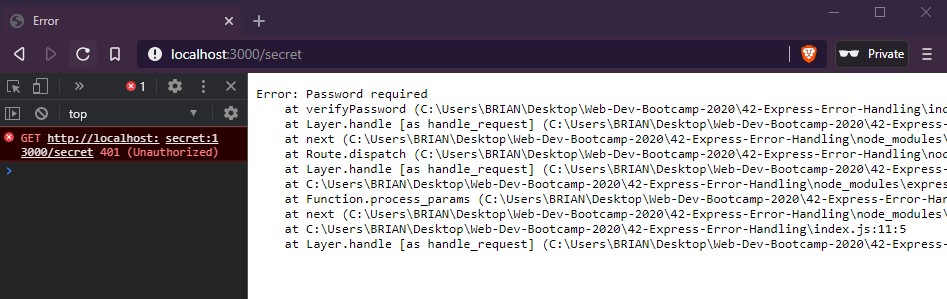 Error
localhost:3000/secret
Private
1
top
GET http://localhost: secret:1
3000/secret 401 (Unauthorized)
Error: Password required
at verifyPassword (C:\Users\BRIAN\Desktop\Web-Dev-Bootcamp-2020\42-Express-Error-Handling\inc
at Layer.handle [as handle_request] (C:\Users\BRIAN\Desktop\Web-Dev-Bootcamp-2020\42-Express-
at next (C:\Users\BRIAN\Desktop\Web-Dev-Bootcamp-2020\42-Express-Error-Handling\node_modules\
at Route.dispatch (C:\Users\BRIAN\Desktop\Web-Dev-Bootcamp-2020\42-Express-Error-Handling\noc
at Layer.handle [as handle_request] (C:\Users\BRIAN\Desktop\Web-Dev-Bootcamp-2020\42-Express-
at C:\Users\BRIAN\Desktop\Web-Dev-Bootcamp-2020\42-Express-Error-Handling\node_modules\expres
at Function.process_params (C:\Users\BRIAN\Desktop\Web-Dev-Bootcamp-2020\42-Express-Error-Har
at next (C:\Users\BRIAN\Desktop\Web-Dev-Bootcamp-2020\42-Express-Error-Handling\node_modules\
at C:\Users\BRIAN\Desktop\Web-Dev-Bootcamp-2020\42-Express-Error-Handling\index.js:11:5
at Layer.handle [as handle_request] (C:\Users\BRIAN\Desktop\Web-Dev-Bootcamp-2020\42-Express-